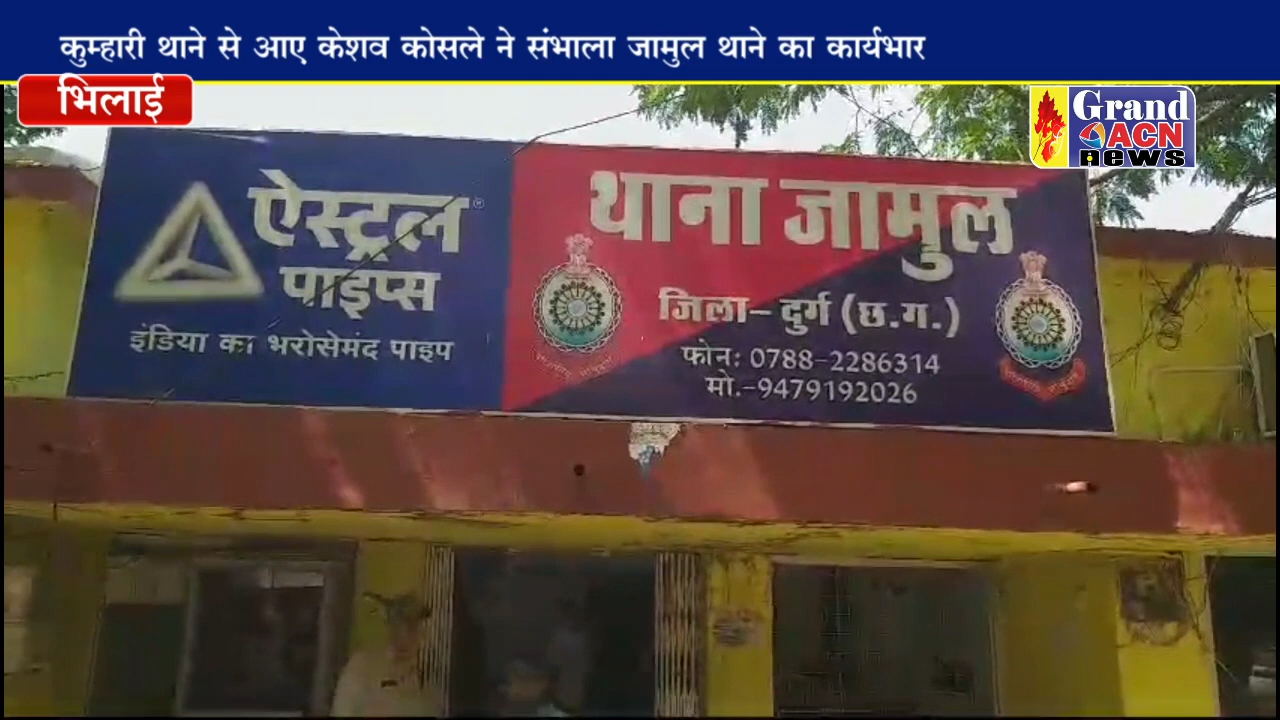 कुम्हारी थाने से आए केशव कोसले ने संभाला जामुल थाने का कार्यभार
भिलाई
Grand
ACN
news
ऐस्ट्रल
पाइप्स
इंडिया का भरोसेमंद पाइप
थाना जामुल
जिला- दुर्ग (छ.ग.)
फोन: 0788-2286314
मो.-9479192026